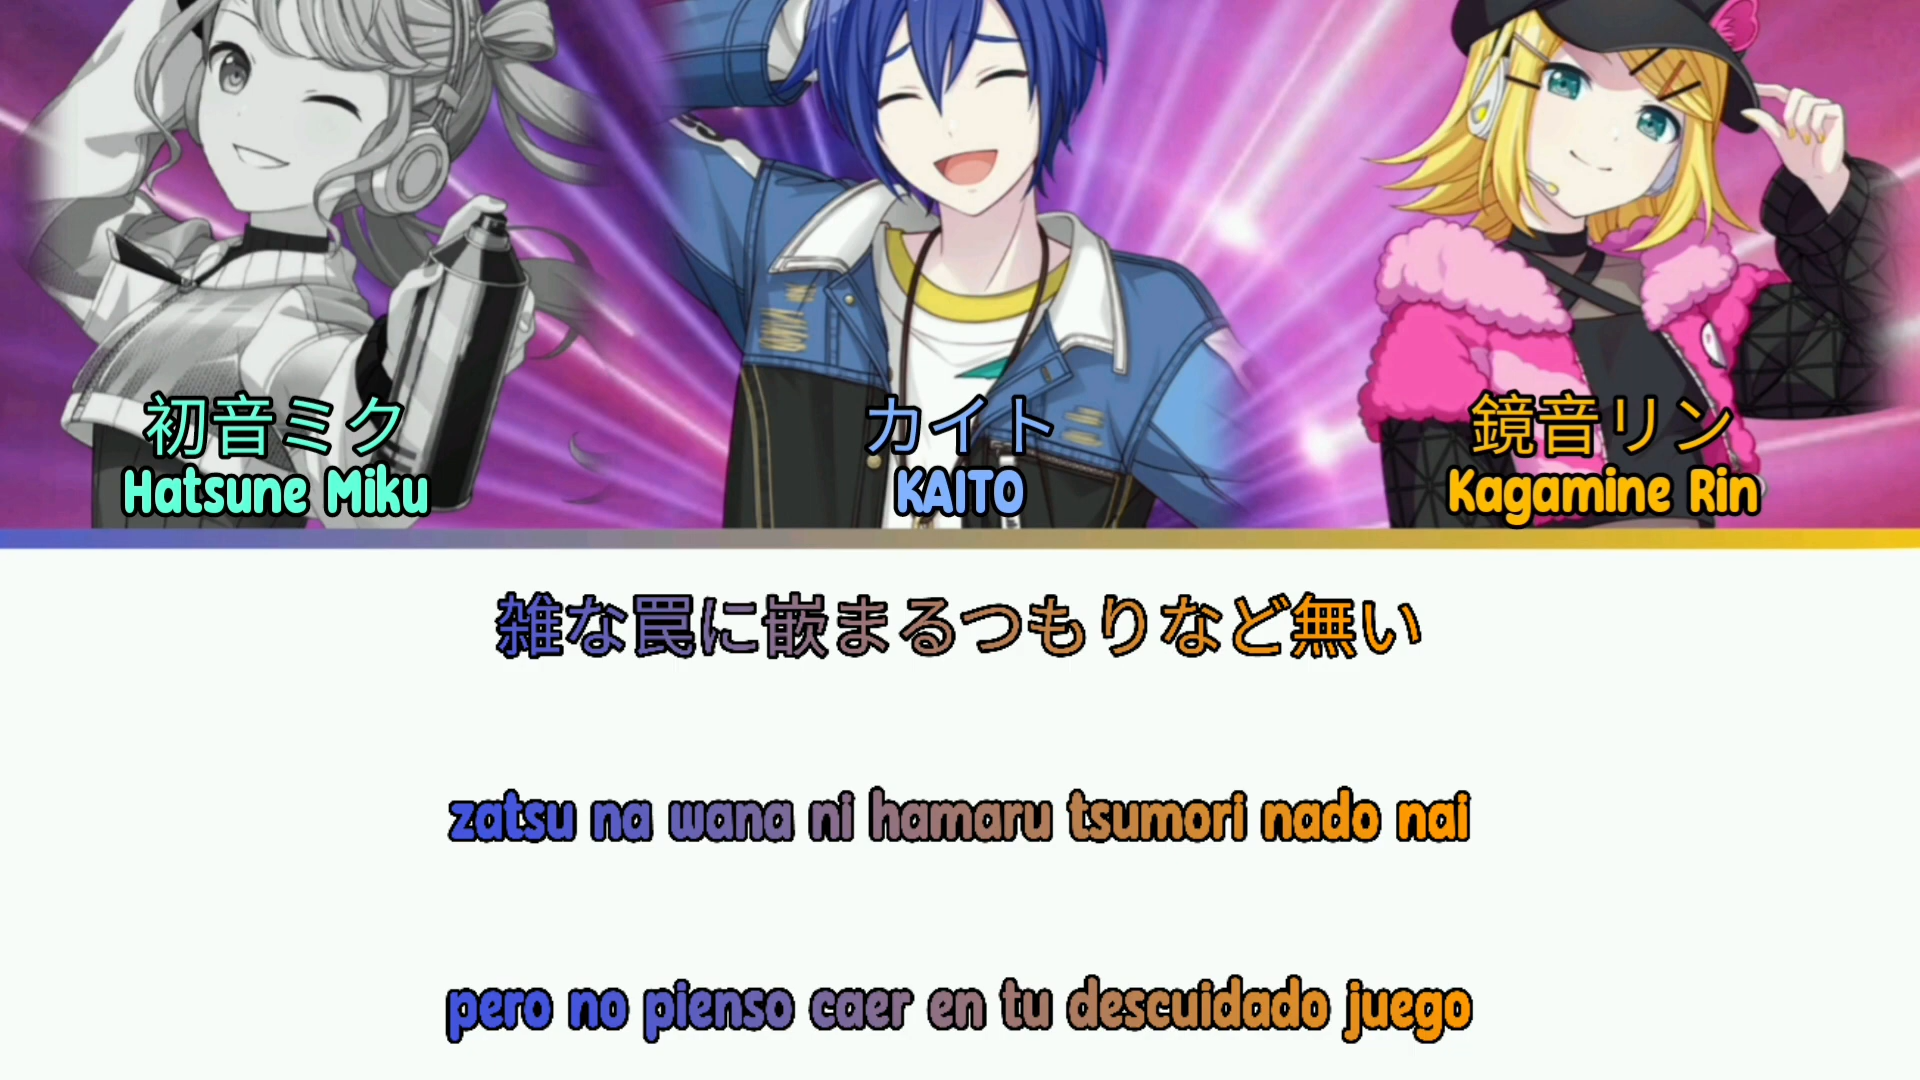 初音ミク
Hatsune Miku
カイト
KAITO
鏡音リン
Kagamine Rin
雑な罠に嵌まるつもりなど無い
zatsu na wana ni hamaru tsumori nado nai
pero no pienso caer en tu descuidado juego